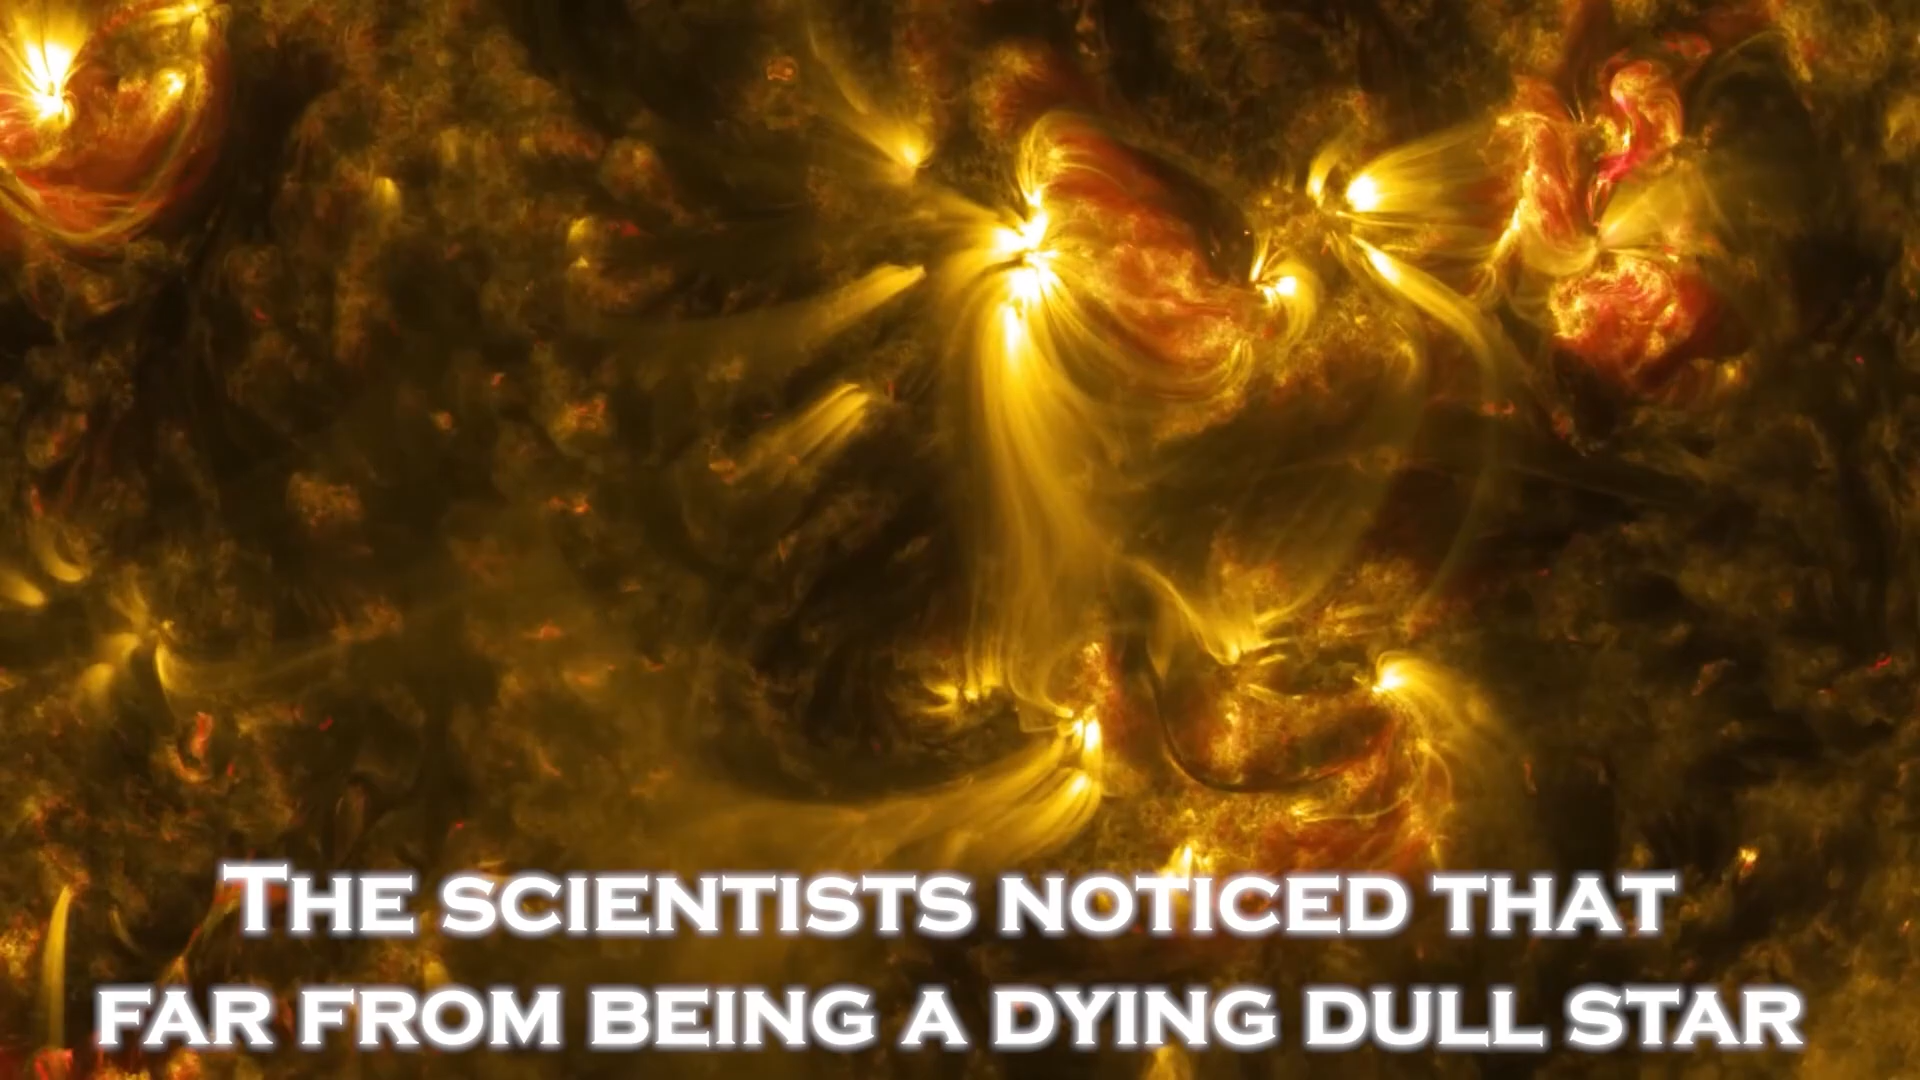 The scientists noticed that
far from being a dying dull star